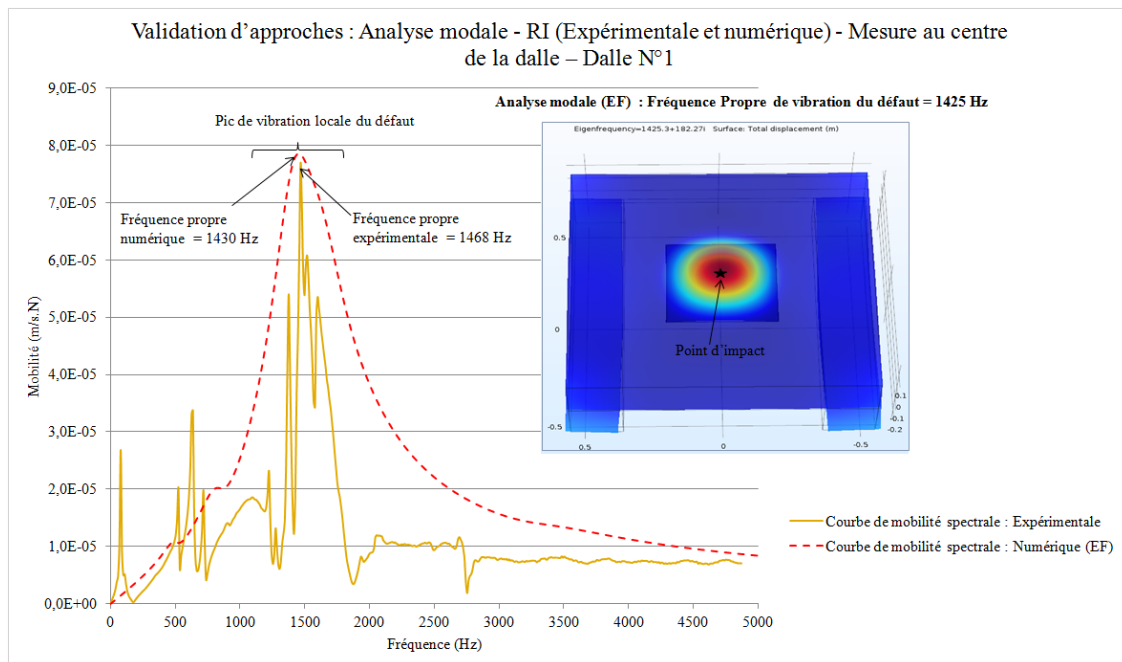 Validation d’approches : Analyse modale - RI (Expérimentale et numérique) - Mesure au centre
de la dalle – Dalle N°1
9,0E-05
8,0E-05
7,0E-05
6,0E-05
5,0E-05
4,0E-05
3,0E-05
2,0E-05
1,0E-05
0,0E+00
Mobilité (m/s.N)
0
500
1000
1500
2000
2500
3000
3500
4000
4500
5000
Fréquence (Hz)
Pic de vibration locale du défaut
Fréquence propre
numérique = 1430 Hz
Fréquence propre
expérimentale = 1468 Hz
Analyse modale (EF) : Fréquence Propre de vibration du défaut = 1425 Hz
Eigenfrequency=1425.3+182.27i Surface: Total displacement (m)
0.5
0
-0.5
0.5
0
-0.5
0.1
0
-0.1
-0.2
Point d’impact
Courbe de mobilité spectrale : Expérimentale
Courbe de mobilité spectrale : Numérique (EF)